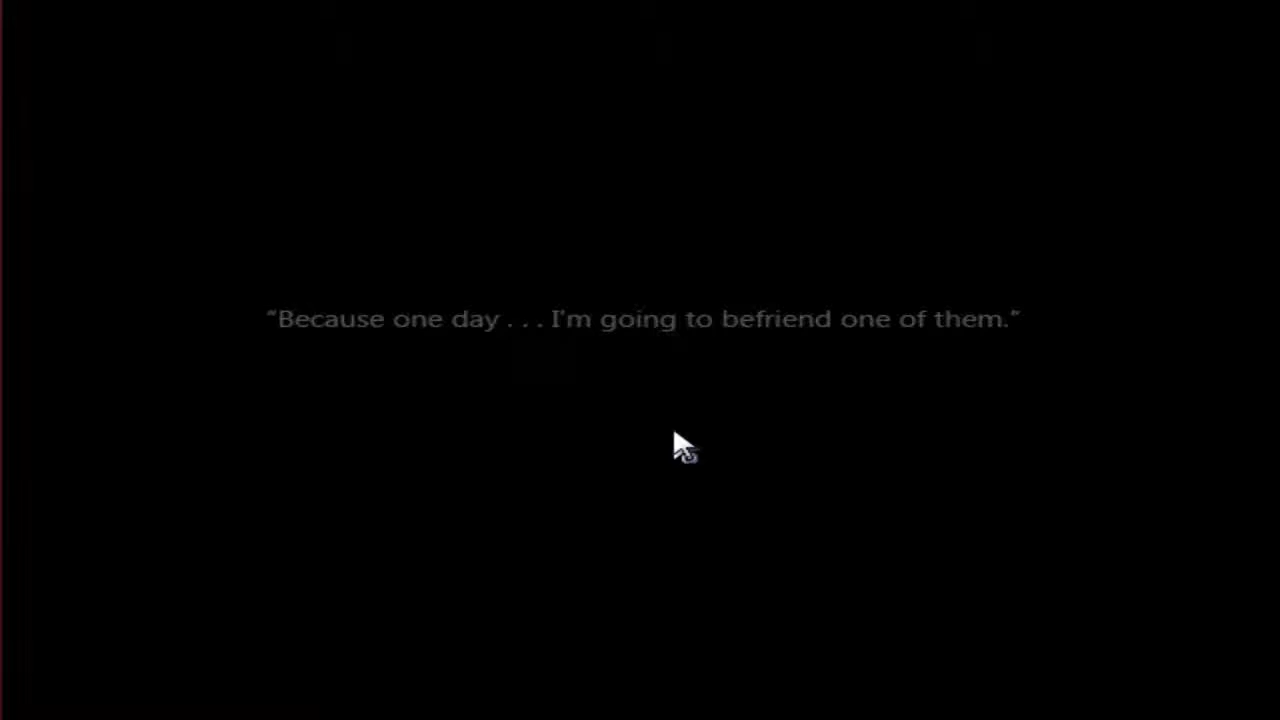 “Because one day . . . I'm going to befriend one of them.”